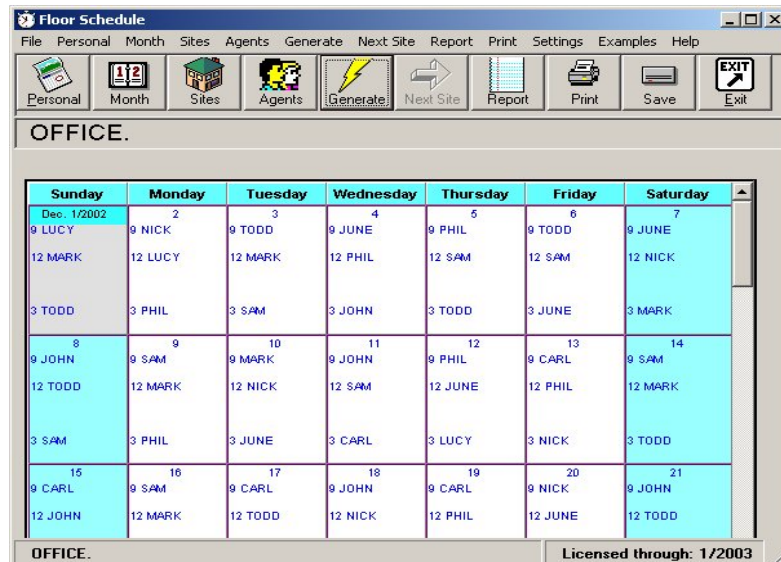 Floor Schedule
File Personal Month Sites Agents Generate Next Site Report Print Settings Examples Help
Personal Month Sites Agents Generate Next Site Report Print Save EXIT Exit
OFFICE.
Sunday Monday Tuesday Wednesday Thursday Friday Saturday
Dec. 1/2002 2 3 4 5 6 7
9 LUCY 9 NICK 9 TODD 9 JUNE 9 PHIL 9 TODD 9 JUNE
12 MARK 12 LUCY 12 MARK 12 PHIL 12 SAM 12 SAM 12 NICK
3 TODD 3 PHIL 3 SAM 3 JOHN 3 TODD 3 JUNE 3 MARK
8 9 10 11 12 13 14
9 JOHN 9 SAM 9 MARK 9 JOHN 9 PHIL 9 CARL 9 SAM
12 TODD 12 MARK 12 NICK 12 SAM 12 JUNE 12 PHIL 12 MARK
3 SAM 3 PHIL 3 JUNE 3 CARL 3 LUCY 3 NICK 3 TODD
15 16 17 18 19 20 21
9 CARL 9 SAM 9 CARL 9 JOHN 9 CARL 9 NICK 9 JOHN
12 JOHN 12 MARK 12 TODD 12 NICK 12 PHIL 12 JUNE 12 TODD
OFFICE. Licensed through: 1/2003